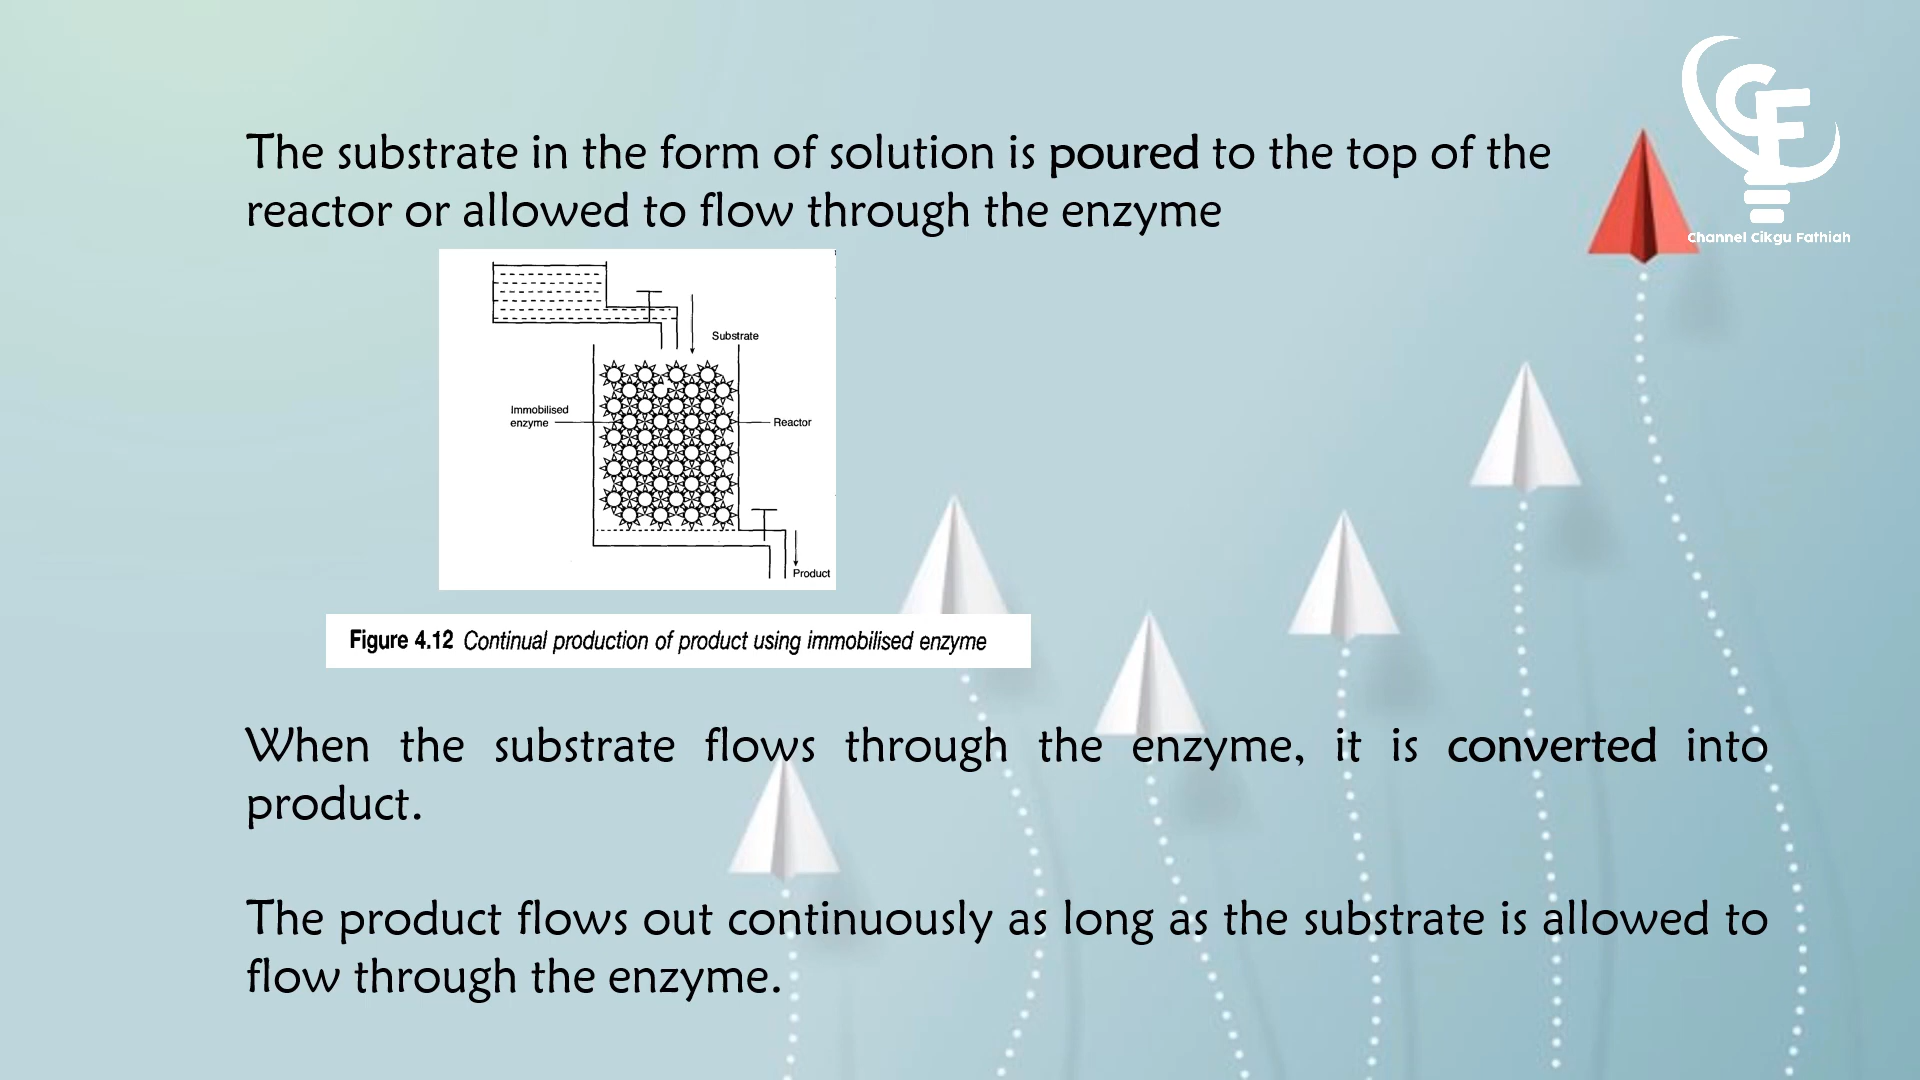 The substrate in the form of solution is poured to the top of the
reactor or allowed to flow through the enzyme
CF
Channel Cikgu Fathiah
Substrate
Immobilised
enzyme
Reactor
Product
Figure 4.12 Continual production of product using immobilised enzyme
When the substrate flows through the enzyme, it is converted into
product.
The product flows out continuously as long as the substrate is allowed to
flow through the enzyme.